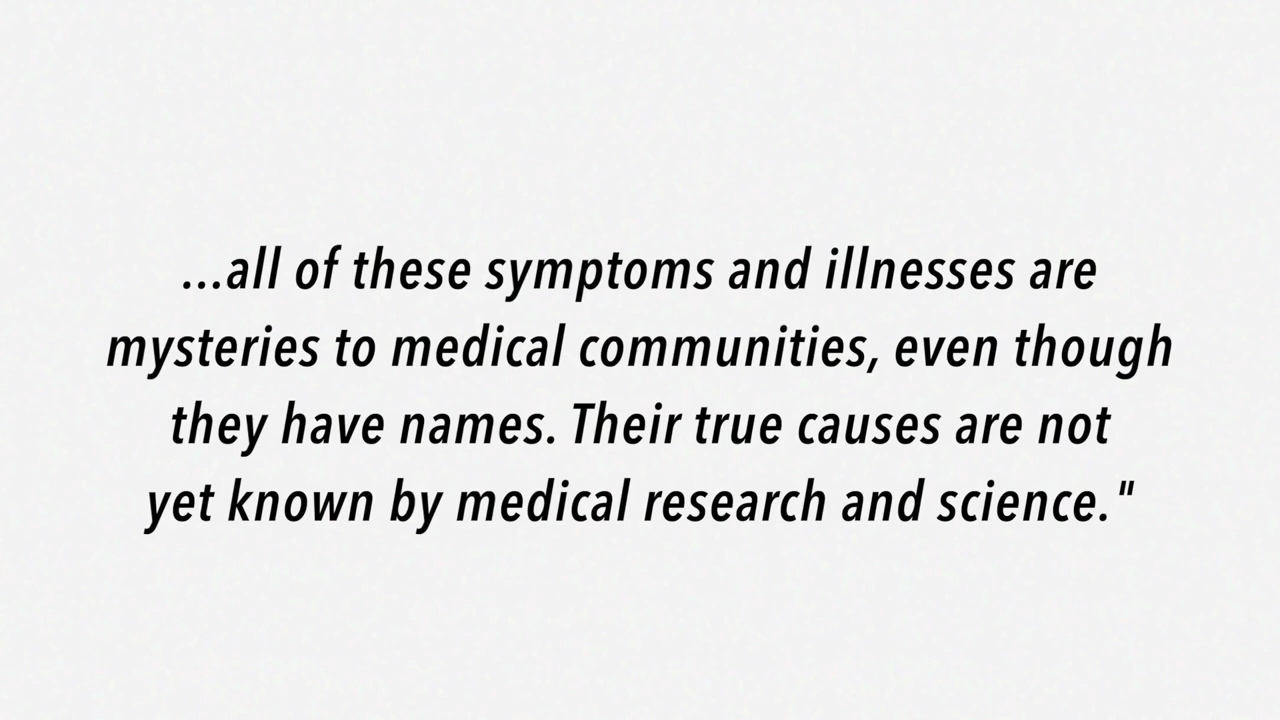 ...all of these symptoms and illnesses are
mysteries to medical communities, even though
they have names. Their true causes are not
yet known by medical research and science."